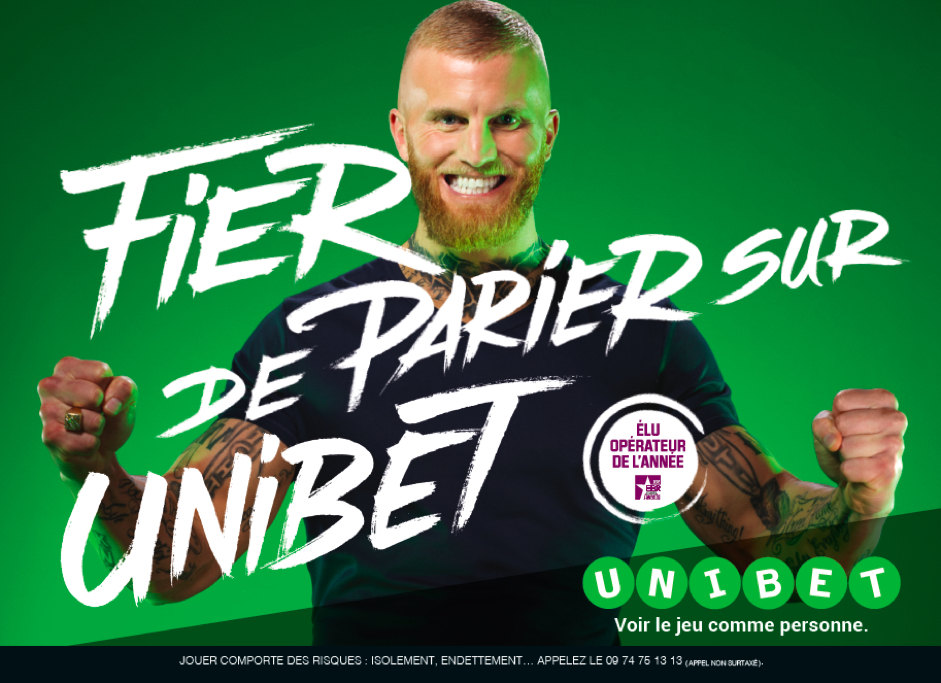 FiER
DE PARiER SUR
UNiBET
ÉLU
OPÉRATEUR
DE L'ANNÉE
UNIBET
Voir le jeu comme personne.
JOUER COMPORTE DES RISQUES : ISOLEMENT, ENDETTEMENT... APPELEZ LE 09 74 75 13 13 (APPEL NON SURTAXÉ).